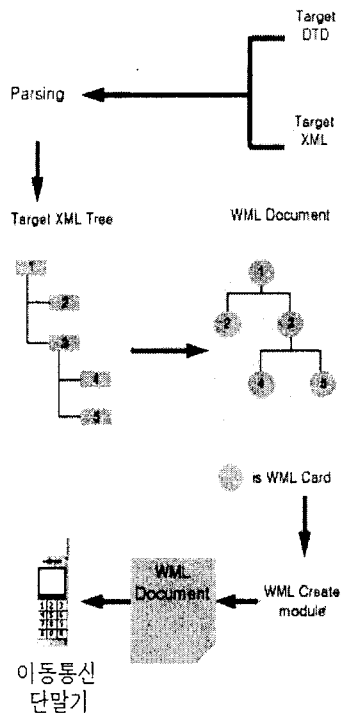 Target
DTD
Parsing
Target
XML
Target XML Tree
WML Document
1
2
3
4
5
1
2
2
4
5
is WML Card
WML
Document
WML Create
module
이동통신
단말기